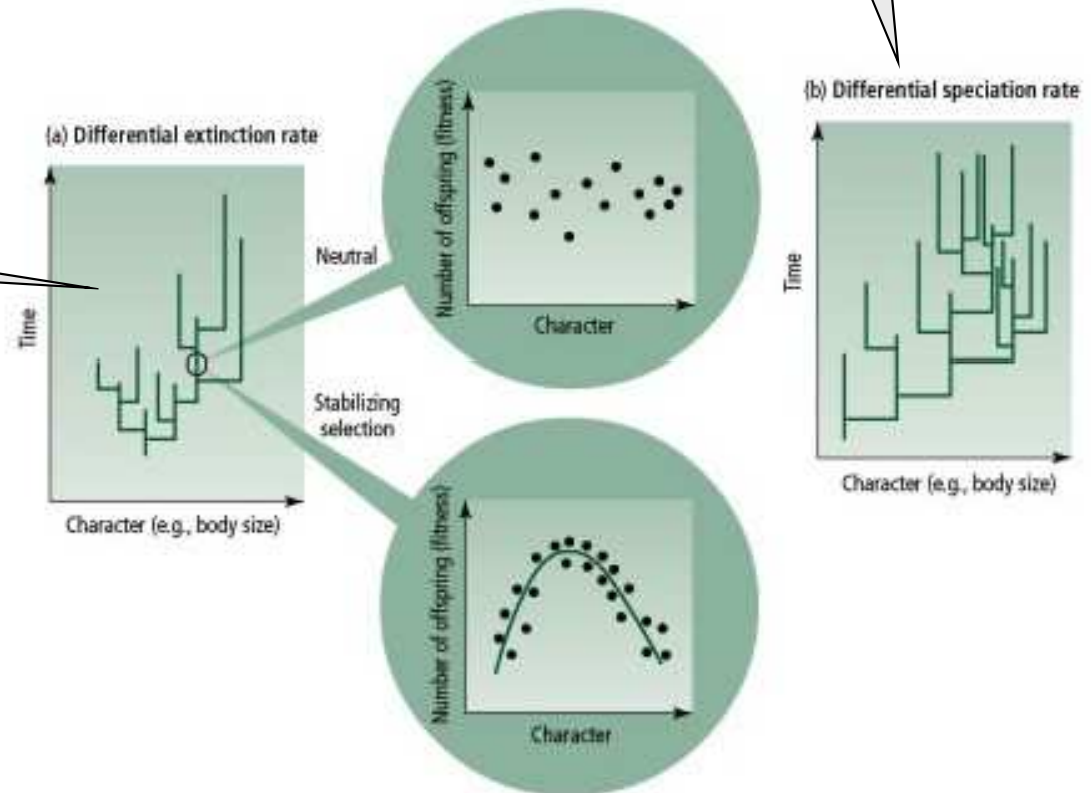 (a) Differential extinction rate
Time
Character (e.g., body size)
Neutral
Stabilizing
selection
Number of offspring (fitness)
Character
Number of offspring (fitness)
Character
(b) Differential speciation rate
Time
Character (e.g., body size)